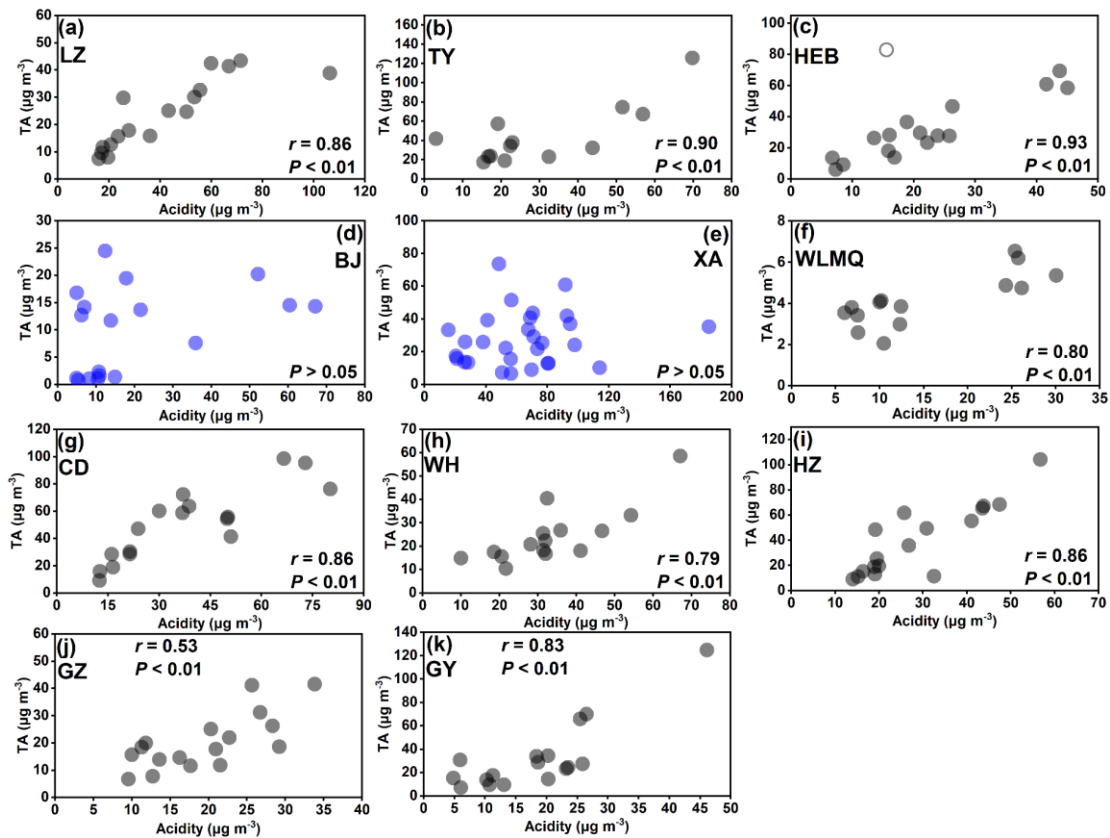 (a)
LZ
TA (µg m⁻³)
60
50
40
30
20
10
0
r = 0.86
P < 0.01
0 20 40 60 80 100 120
Acidity (µg m⁻³)
(b)
TY
TA (µg m⁻³)
160
140
120
100
80
60
40
20
0
r = 0.90
P < 0.01
0 10 20 30 40 50 60 70 80
Acidity (µg m⁻³)
(c)
HEB
TA (µg m⁻³)
100
80
60
40
20
0
r = 0.93
P < 0.01
0 10 20 30 40 50
Acidity (µg m⁻³)
(d)
BJ
TA (µg m⁻³)
30
25
20
15
10
5
0
P > 0.05
0 10 20 30 40 50 60 70 80
Acidity (µg m⁻³)
(e)
XA
TA (µg m⁻³)
100
80
60
40
20
0
P > 0.05
0 40 80 120 160 200
Acidity (µg m⁻³)
(f)
WLMQ
TA (µg m⁻³)
8
6
4
2
0
r = 0.80
P < 0.01
0 5 10 15 20 25 30 35
Acidity (µg m⁻³)
(g)
CD
TA (µg m⁻³)
120
100
80
60
40
20
0
r = 0.86
P < 0.01
0 15 30 45 60 75 90
Acidity (µg m⁻³)
(h)
WH
TA (µg m⁻³)
70
60
50
40
30
20
10
0
r = 0.79
P < 0.01
0 10 20 30 40 50 60 70 80
Acidity (µg m⁻³)
(i)
HZ
TA (µg m⁻³)
120
100
80
60
40
20
0
r = 0.86
P < 0.01
0 10 20 30 40 50 60 70
Acidity (µg m⁻³)
(j)
GZ
TA (µg m⁻³)
60
50
40
30
20
10
0
r = 0.53
P < 0.01
0 5 10 15 20 25 30 35 40
Acidity (µg m⁻³)
(k)
GY
TA (µg m⁻³)
140
120
100
80
60
40
20
0
r = 0.83
P < 0.01
0 5 10 15 20 25 30 35 40 45 50
Acidity (µg m⁻³)